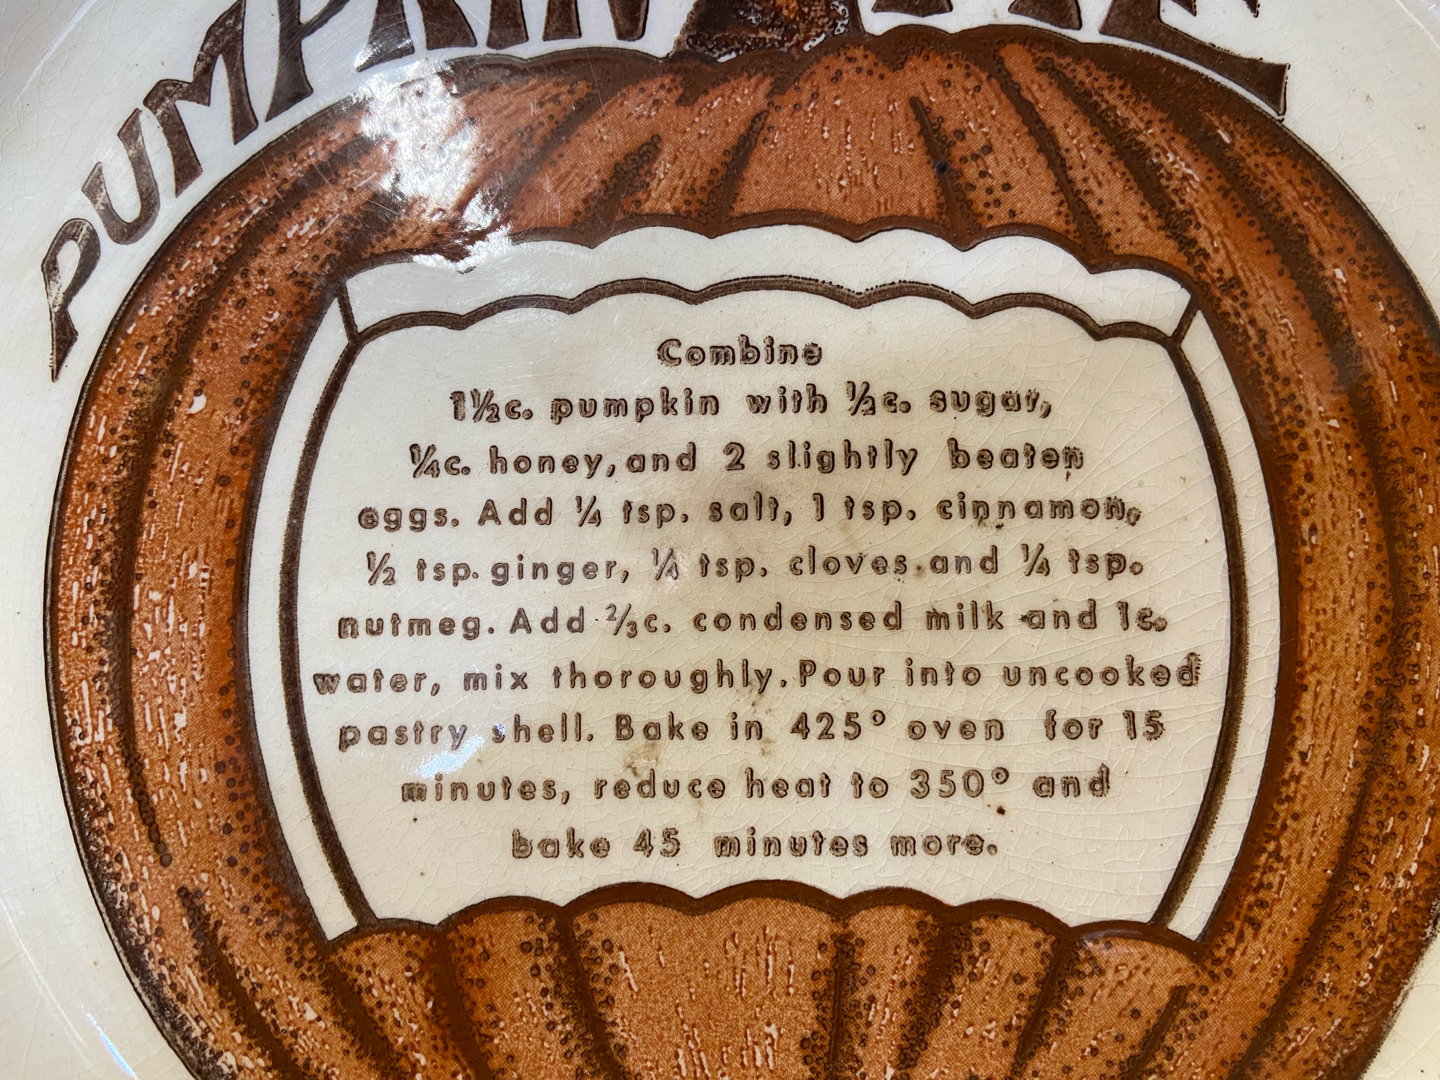 PUMPKIN PIE
Combine
1½c. pumpkin with ½c. sugar,
¼c. honey, and 2 slightly beaten
eggs. Add ¼ tsp. salt, 1 tsp. cinnamon,
½ tsp. ginger, ¼ tsp. cloves and ¼ tsp.
nutmeg. Add ⅔c. condensed milk and 1c.
water, mix thoroughly. Pour into uncooked
pastry shell. Bake in 425° oven for 15
minutes, reduce heat to 350° and
bake 45 minutes more.